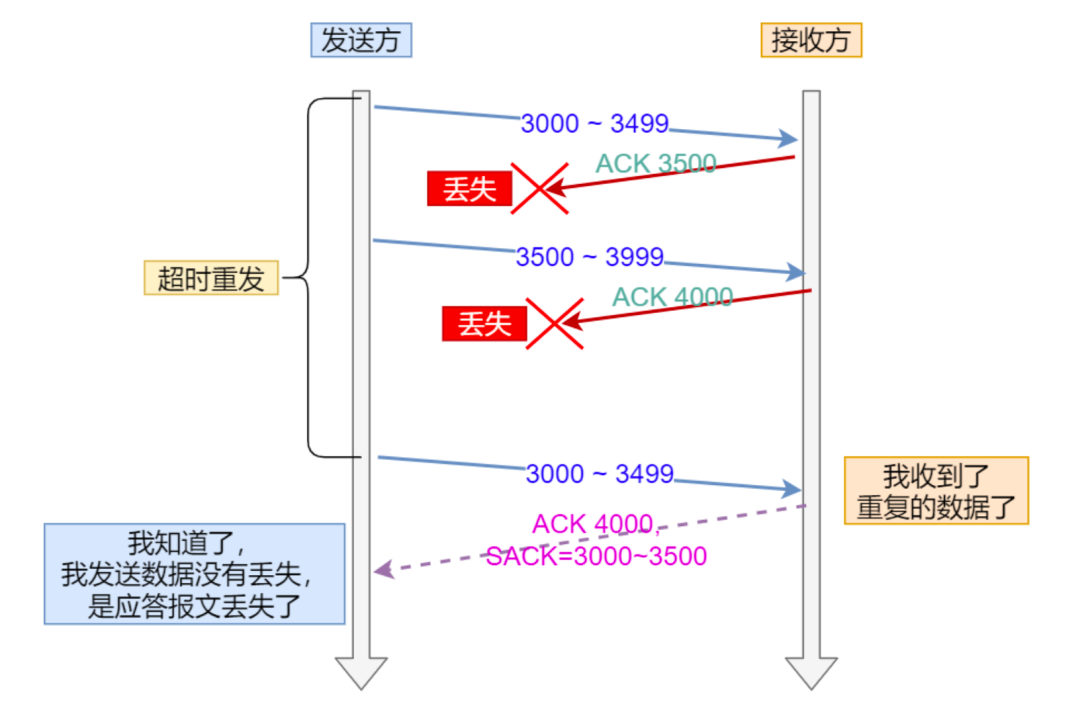 发送方
接收方
3000 ~ 3499
ACK 3500
丢失
3500 ~ 3999
超时重发
ACK 4000
丢失
3000 ~ 3499
我收到了
重复的数据了
ACK 4000,
SACK=3000~3500
我知道了，
我发送数据没有丢失，
是应答报文丢失了